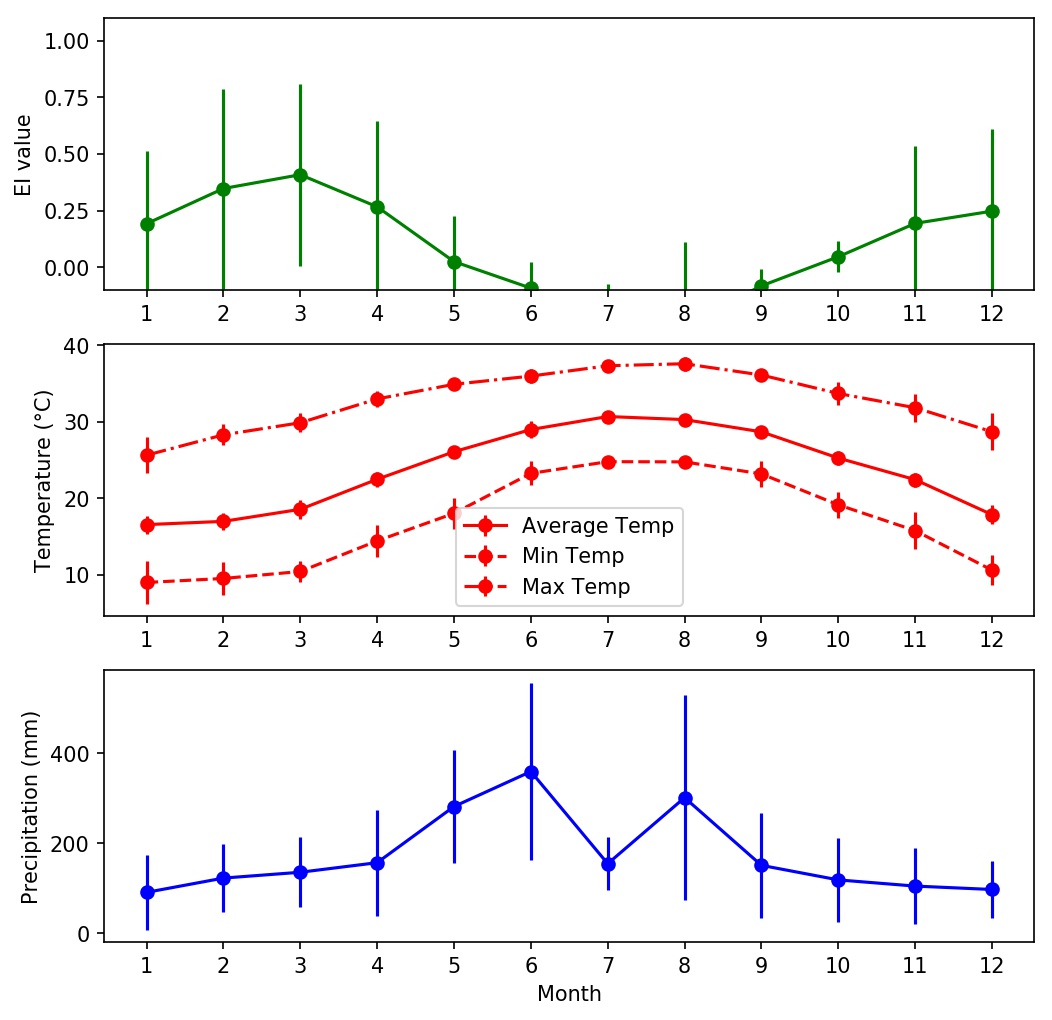 1.00
0.75
0.50
0.25
0.00
EI value
1 2 3 4 5 6 7 8 9 10 11 12
40
30
20
10
Temperature (°C)
Average Temp
Min Temp
Max Temp
1 2 3 4 5 6 7 8 9 10 11 12
400
200
0
Precipitation (mm)
1 2 3 4 5 6 7 8 9 10 11 12
Month